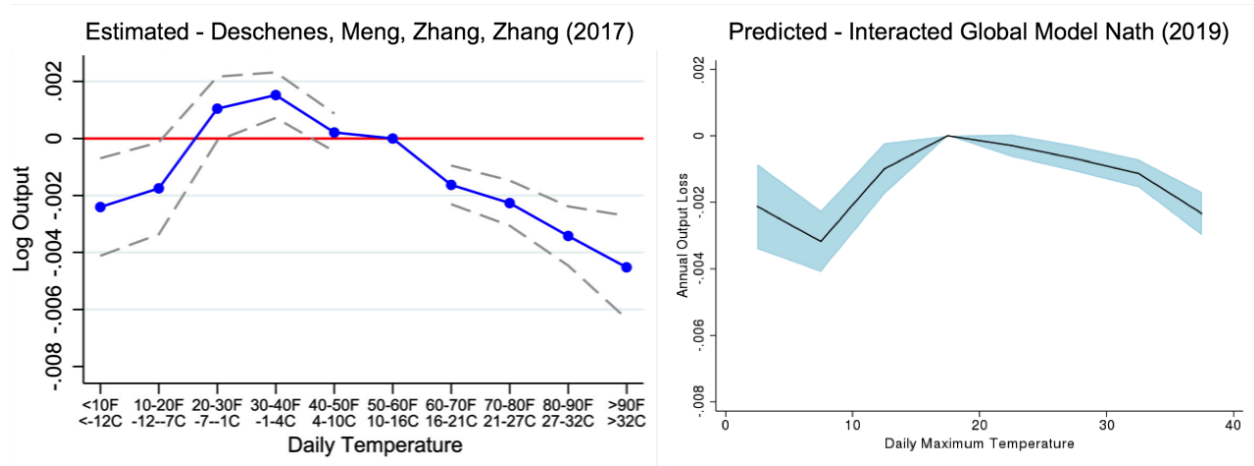 Estimated - Deschenes, Meng, Zhang, Zhang (2017)
Log Output
.002
0
-.002
-.004
-.006
-.008
<10F 10-20F 20-30F 30-40F 40-50F 50-60F 60-70F 70-80F 80-90F >90F
<-12C -12--7C -7--1C -1-4C 4-10C 10-16C 16-21C 21-27C 27-32C >32C
Daily Temperature
Predicted - Interacted Global Model Nath (2019)
Annual Output Loss
.002
0
-.002
-.004
-.006
-.008
0 10 20 30 40
Daily Maximum Temperature